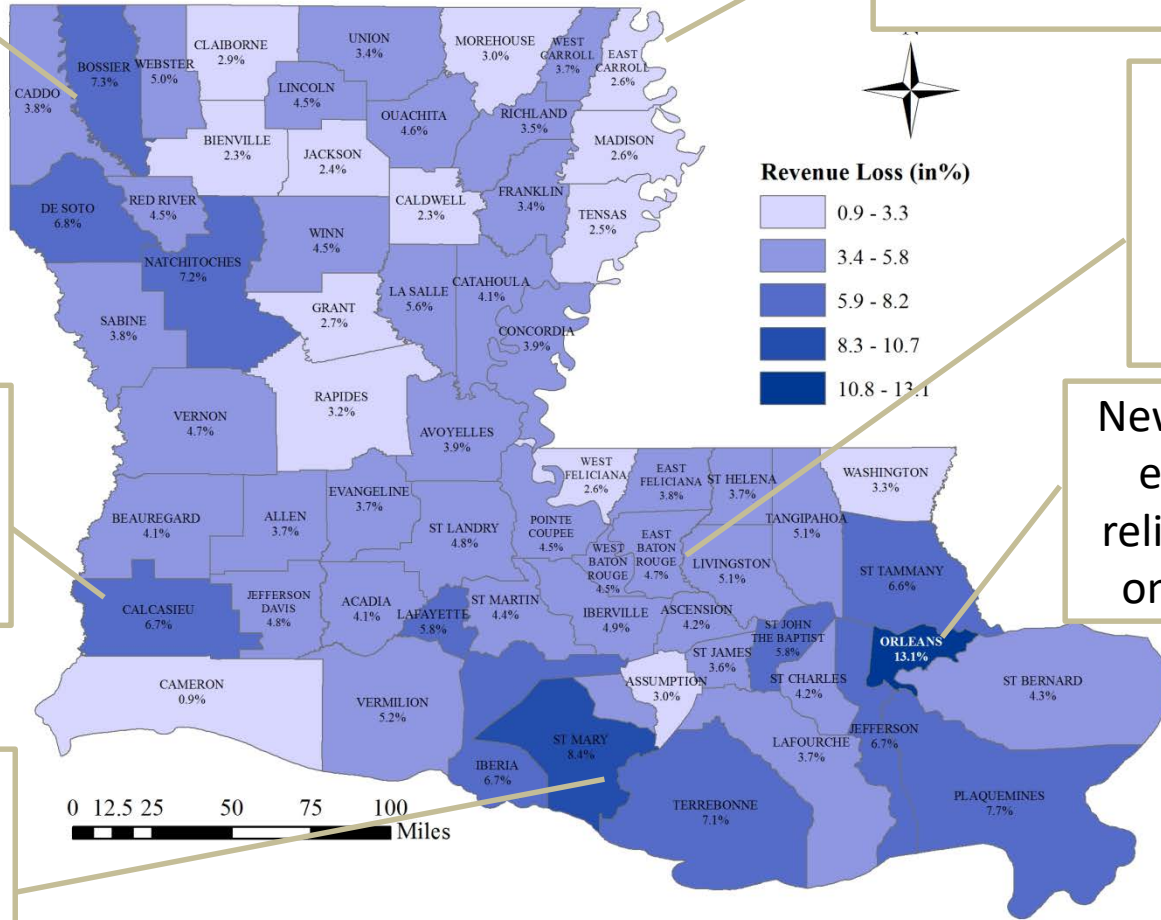 N
CLAIBORNE
2.9%
UNION
3.4%
MOREHOUSE
3.0%
WEST
CARROLL
3.7%
EAST
CARROLL
2.6%
BOSSIER
7.3%
WEBSTER
5.0%
CADDO
3.8%
LINCOLN
4.5%
OUACHITA
4.6%
RICHLAND
3.5%
MADISON
2.6%
BIENVILLE
2.3%
JACKSON
2.4%
CALDWELL
2.3%
FRANKLIN
3.4%
TENSAS
2.5%
DE SOTO
6.8%
RED RIVER
4.5%
NATCHITOCHES
7.2%
WINN
4.5%
GRANT
2.7%
LA SALLE
5.6%
CATAHOULA
4.1%
CONCORDIA
3.9%
SABINE
3.8%
VERNON
4.7%
RAPIDES
3.2%
AVOYELLES
3.9%
Revenue Loss (in%)
0.9 - 3.3
3.4 - 5.8
5.9 - 8.2
8.3 - 10.7
10.8 - 13.1
New
e
reli
on
BEAUREGARD
4.1%
ALLEN
3.7%
EVANGELINE
3.7%
ST LANDRY
4.8%
POINTE
COUPEE
4.5%
WEST
FELICIANA
2.6%
EAST
FELICIANA
3.8%
ST HELENA
3.7%
TANGIPAHOA
5.1%
WASHINGTON
3.3%
WEST
BATON
ROUGE
4.5%
EAST
BATON
ROUGE
4.7%
LIVINGSTON
5.1%
ST TAMMANY
6.6%
CALCASIEU
6.7%
JEFFERSON
DAVIS
4.8%
ACADIA
4.1%
LAFAYETTE
5.8%
ST MARTIN
4.4%
IBERVILLE
4.9%
ASCENSION
4.2%
ST JAMES
3.6%
ST JOHN
THE BAPTIST
5.8%
ST CHARLES
4.2%
ORLEANS
13.1%
ST BERNARD
4.3%
CAMERON
0.9%
VERMILION
5.2%
IBERIA
6.7%
ST MARY
8.4%
ASSUMPTION
3.0%
TERREBONNE
7.1%
LAFOURCHE
3.7%
JEFFERSON
6.7%
PLAQUEMINES
7.7%
0 12.5 25 50 75 100
Miles